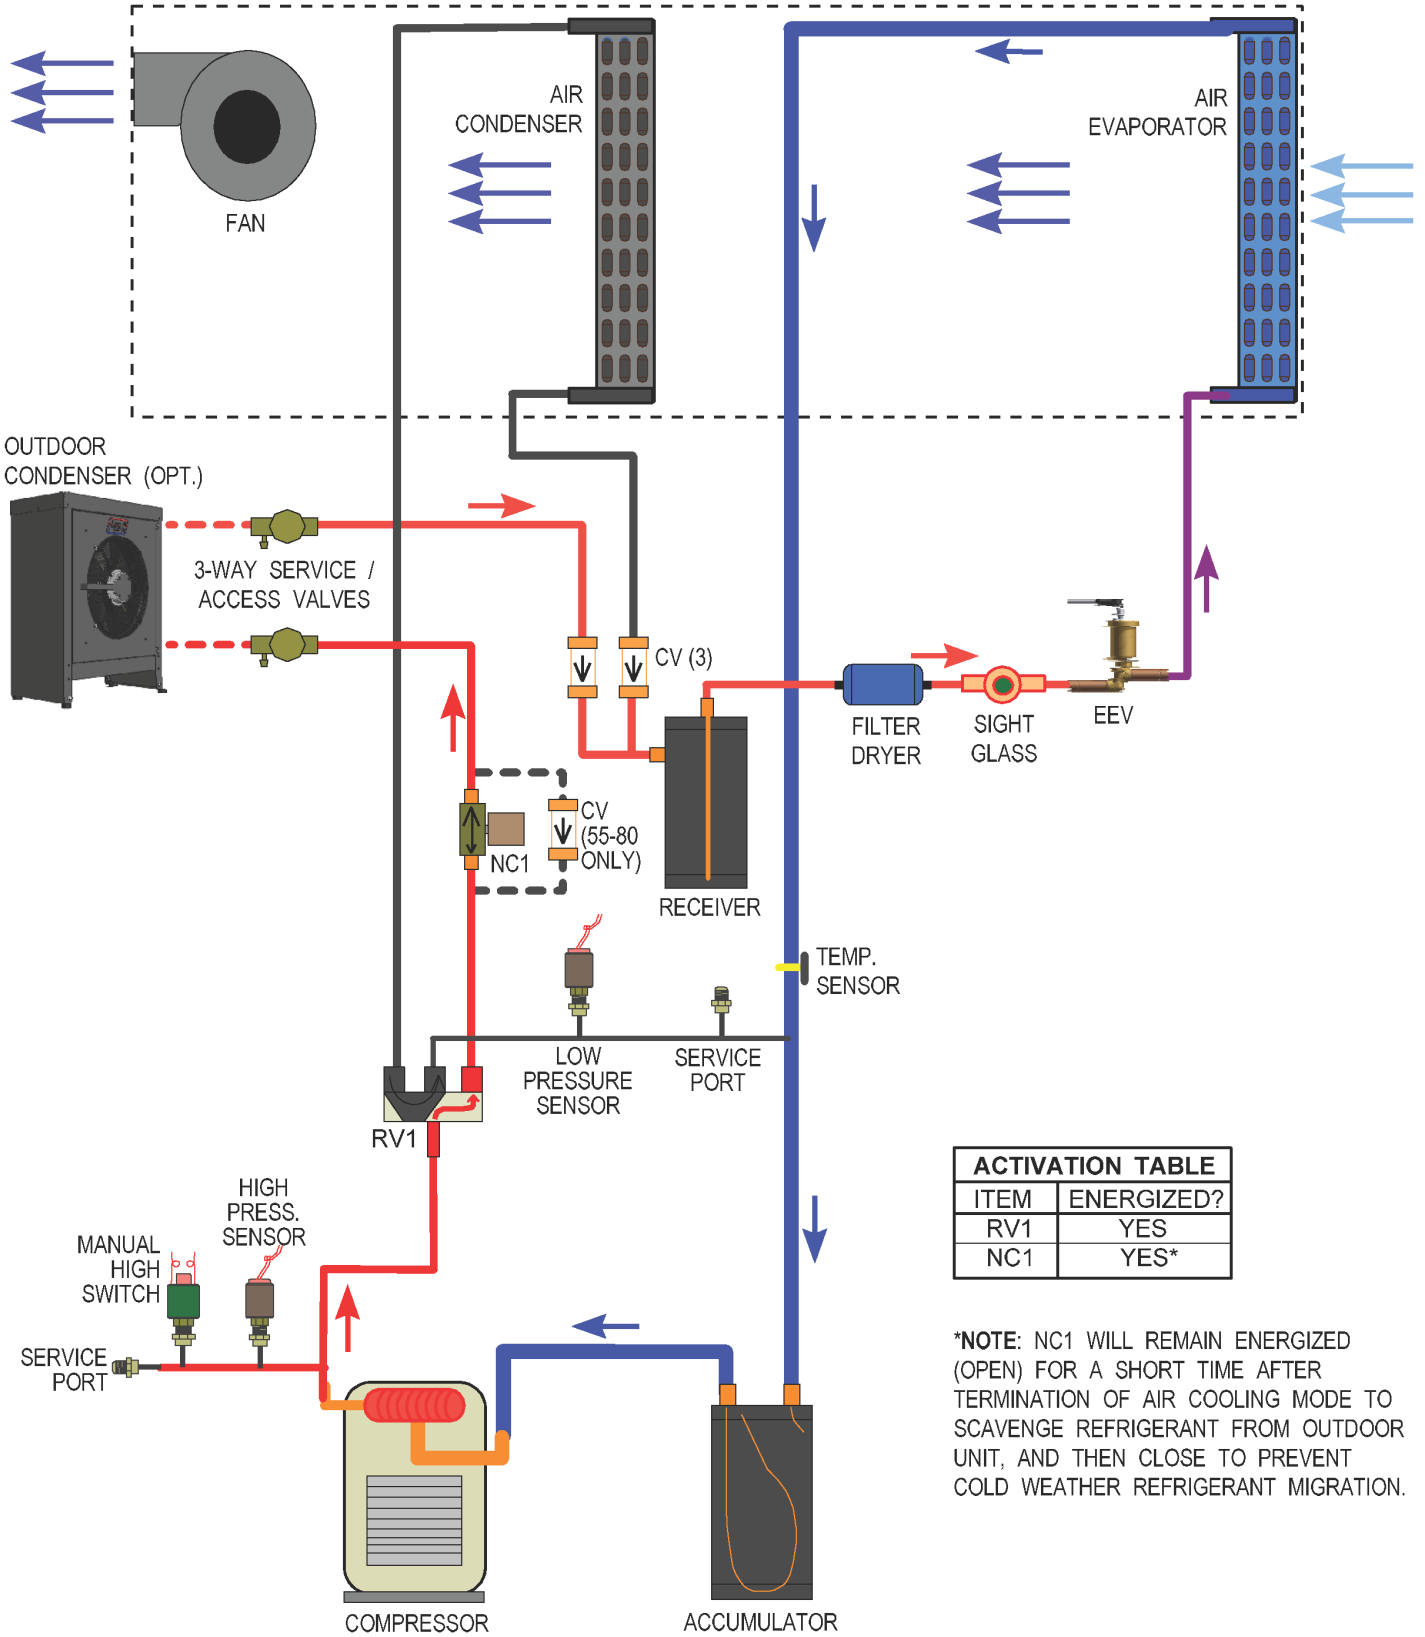 AIR
CONDENSER
AIR
EVAPORATOR
FAN
OUTDOOR
CONDENSER (OPT.)
3-WAY SERVICE /
ACCESS VALVES
CV (3)
FILTER
DRYER
SIGHT
GLASS
EEV
CV
(55-80
ONLY)
NC1
RECEIVER
TEMP.
SENSOR
LOW
PRESSURE
SENSOR
SERVICE
PORT
RV1
HIGH
PRESS.
SENSOR
MANUAL
HIGH
SWITCH
SERVICE
PORT
COMPRESSOR
ACCUMULATOR
ACTIVATION TABLE
ITEM ENERGIZED?
RV1 YES
NC1 YES*
*NOTE: NC1 WILL REMAIN ENERGIZED
(OPEN) FOR A SHORT TIME AFTER
TERMINATION OF AIR COOLING MODE TO
SCAVENGE REFRIGERANT FROM OUTDOOR
UNIT, AND THEN CLOSE TO PREVENT
COLD WEATHER REFRIGERANT MIGRATION.